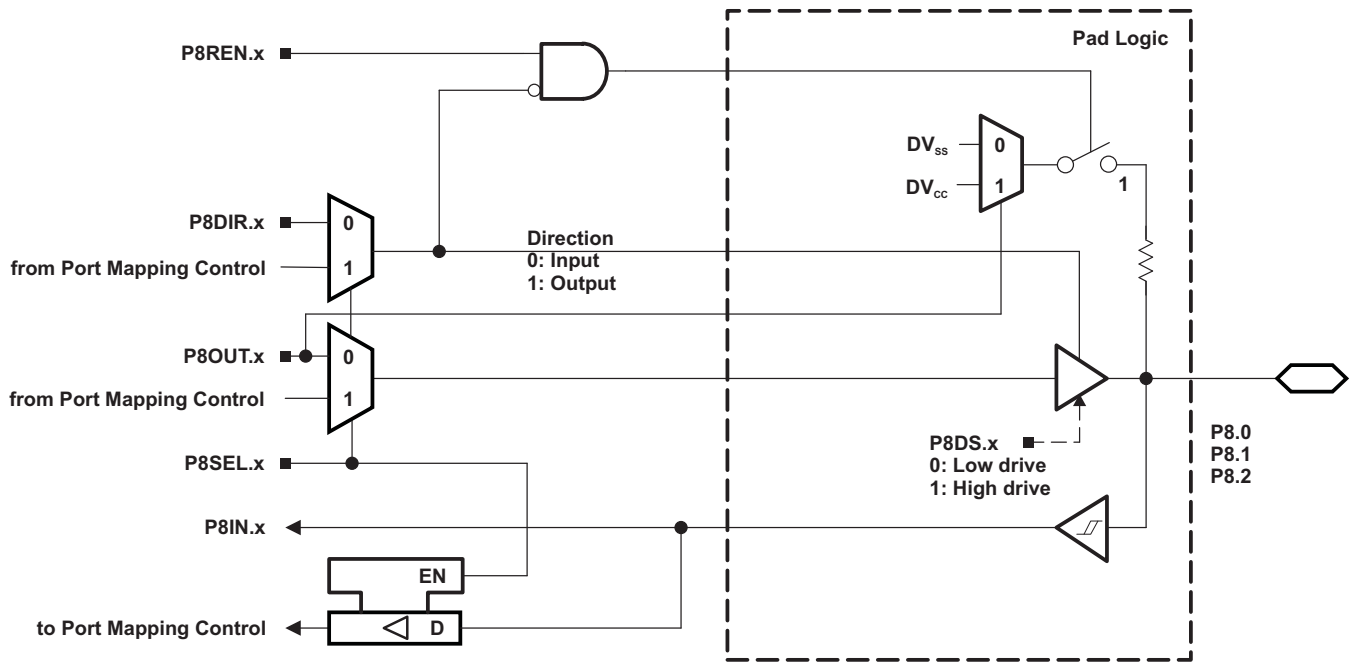 Pad Logic
P8REN.x
DVss
0
DVcc
1
1
P8DIR.x
0
from Port Mapping Control
1
Direction
0: Input
1: Output
P8OUT.x
0
from Port Mapping Control
1
P8DS.x
0: Low drive
1: High drive
P8.0
P8.1
P8.2
P8SEL.x
P8IN.x
EN
to Port Mapping Control
D